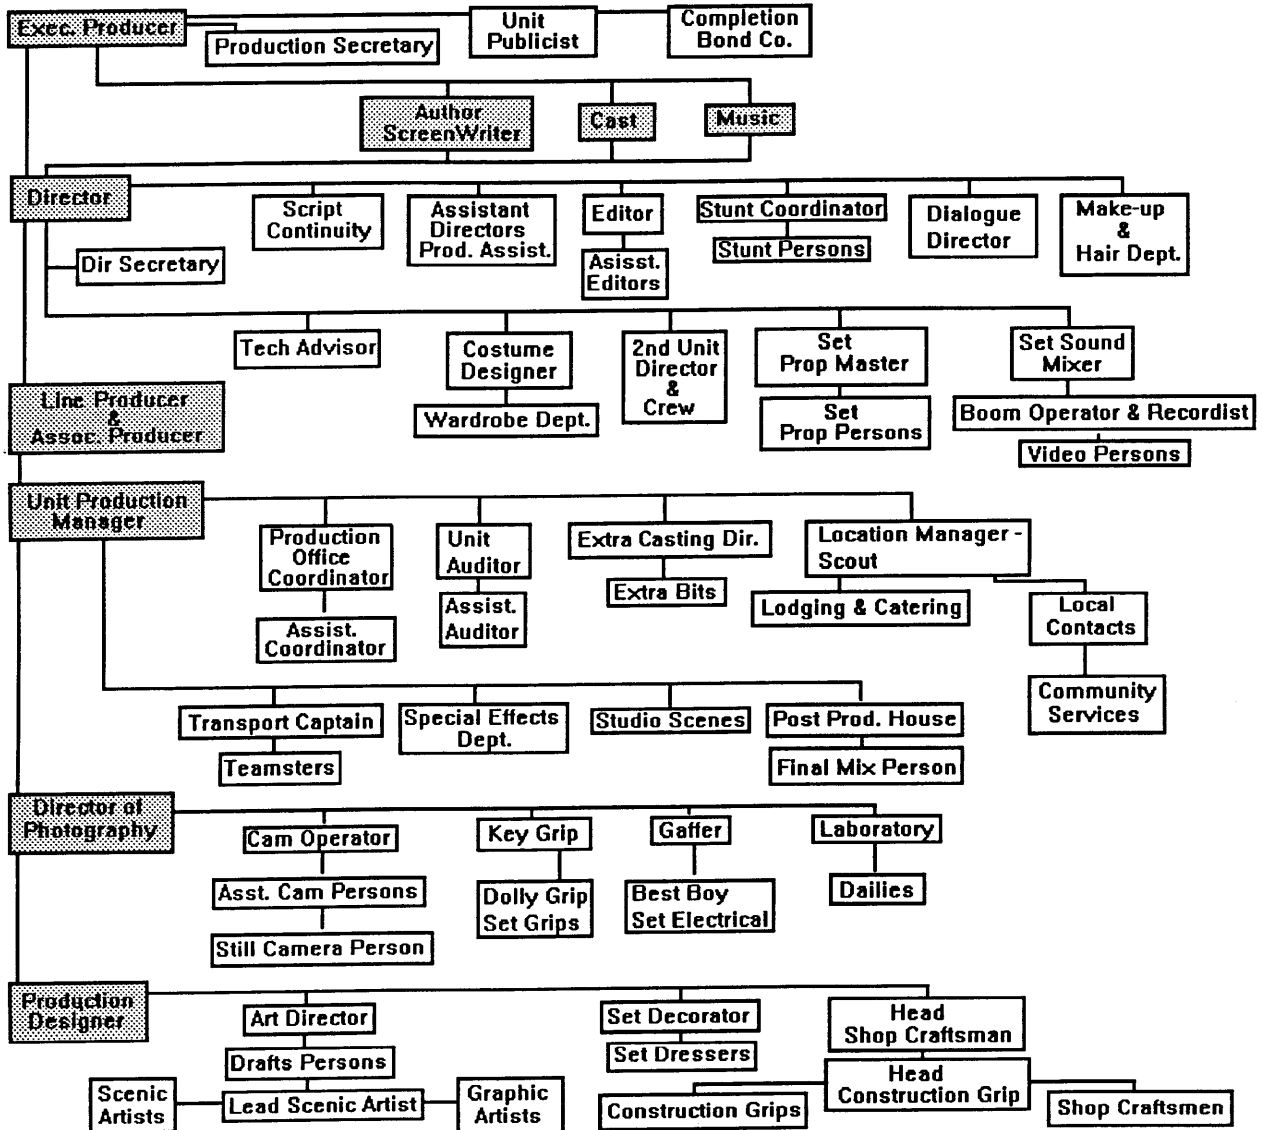 Exec. Producer
Production Secretary
Unit
Publicist
Completion
Bond Co.
Author
ScreenWriter
Cast
Music
Director
Script
Continuity
Assistant
Directors
Prod. Assist.
Editor
Asisst.
Editors
Stunt Coordinator
Stunt Persons
Dialogue
Director
Make-up
&
Hair Dept.
Dir Secretary
Tech Advisor
Costume
Designer
Wardrobe Dept.
2nd Unit
Director
&
Crew
Set
Prop Master
Set
Prop Persons
Set Sound
Mixer
Boom Operator & Recordist
Video Persons
Line Producer
&
Assoc. Producer
Unit Production
Manager
Production
Office
Coordinator
Assist.
Coordinator
Unit
Auditor
Assist.
Auditor
Extra Casting Dir.
Extra Bits
Location Manager -
Scout
Lodging & Catering
Local
Contacts
Community
Services
Transport Captain
Teamsters
Special Effects
Dept.
Studio Scenes
Post Prod. House
Final Mix Person
Director of
Photography
Cam Operator
Asst. Cam Persons
Still Camera Person
Key Grip
Dolly Grip
Set Grips
Gaffer
Best Boy
Set Electrical
Laboratory
Dailies
Production
Designer
Art Director
Drafts Persons
Scenic
Artists
Lead Scenic Artist
Graphic
Artists
Set Decorator
Set Dressers
Head
Shop Craftsman
Head
Construction Grip
Construction Grips
Shop Craftsmen